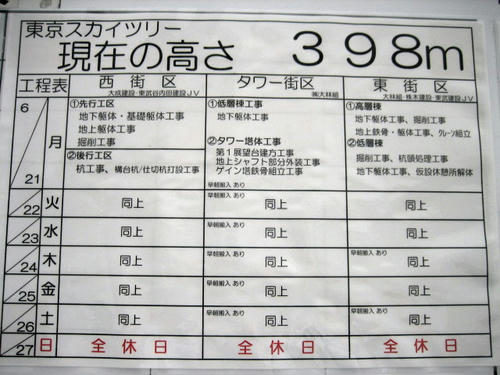 東京スカイツリー
現在の高さ 398m
工程表 西街区 タワー街区 東街区
大成建設・東武谷内田建設JV ㈱大林組 大林組・株木建設・東武建設JV
6/21 月
①先行工区
地下躯体・基礎躯体工事
地上躯体工事
掘削工事
②後行工区
杭工事、構台杭/仕切杭打設工事
①低層棟工事
地下躯体工事
②タワー塔体工事
第1展望台建方工事
地上シャフト部分外装工事
ゲイン塔鉄骨組立工事
早朝搬入 あり
①高層棟
地下躯体工事、掘削工事
地上鉄骨・躯体工事、クレーン組立
②低層棟
掘削工事、杭頭処理工事
地下躯体工事、仮設休憩所解体
22 火 同上 同上 同上
早朝搬入 あり
23 水 同上 同上 同上
早朝搬入 あり
24 木 同上 同上 同上
早朝搬入 あり
25 金 同上 同上 同上
早朝搬入 あり
26 土 同上 同上 同上
27 日 全休日 全休日 全休日